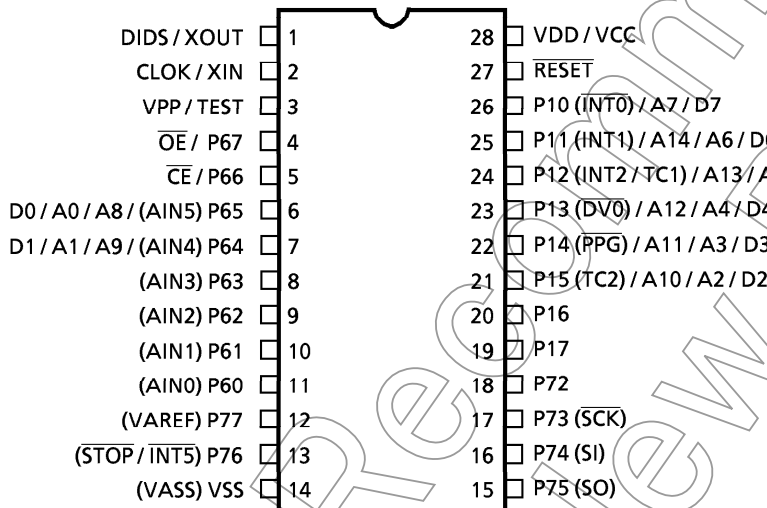 DIDS / XOUT 1 28 VDD / VCC
CLOK / XIN 2 27 RESET
VPP / TEST 3 26 P10 (INT0) / A7 / D7
OE / P67 4 25 P11 (INT1) / A14 / A6 /
CE / P66 5 24 P12 (INT2 / TC1) / A13 /
D0 / A0 / A8 / (AIN5) P65 6 23 P13 (DV0) / A12 / A4 / D4
D1 / A1 / A9 / (AIN4) P64 7 22 P14 (PPG) / A11 / A3 / D3
(AIN3) P63 8 21 P15 (TC2) / A10 / A2 / D2
(AIN2) P62 9 20 P16
(AIN1) P61 10 19 P17
(AIN0) P60 11 18 P72
(VAREF) P77 12 17 P73 (SCK)
(STOP / INT5) P76 13 16 P74 (SI)
(VASS) VSS 14 15 P75 (SO)